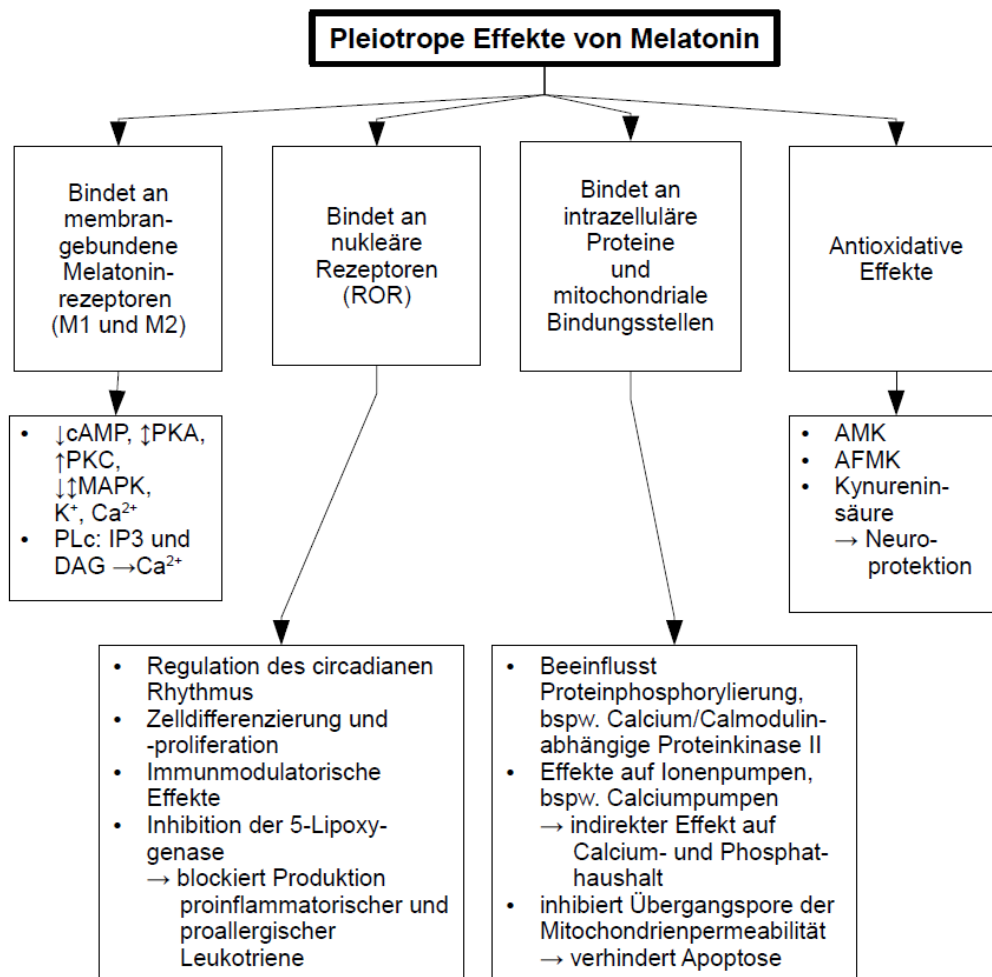 Pleiotrope Effekte von Melatonin
Bindet an
membran-
gebundene
Melatonin-
rezeptoren
(M1 und M2)
Bindet an
nukleäre
Rezeptoren
(ROR)
Bindet an
intrazelluläre
Proteine
und
mitochondriale
Bindungsstellen
Antioxidative
Effekte
• ↓cAMP, ↕PKA,
↑PKC,
↓↕MAPK,
K⁺, Ca²⁺
• PLc: IP3 und
DAG →Ca²⁺
• AMK
• AFMK
• Kynurenin-
säure
→ Neuro-
protektion
• Regulation des circadianen
Rhythmus
• Zelldifferenzierung und
-proliferation
• Immunmodulatorische
Effekte
• Inhibition der 5-Lipoxy-
genase
→ blockiert Produktion
proinflammatorischer und
proallergischer
Leukotriene
• Beeinflusst
Proteinphosphorylierung,
bspw. Calcium/Calmodulin-
abhängige Proteinkinase II
• Effekte auf Ionenpumpen,
bspw. Calciumpumpen
→ indirekter Effekt auf
Calcium- und Phosphat-
haushalt
• inhibiert Übergangspore der
Mitochondrienpermeabilität
→ verhindert Apoptose